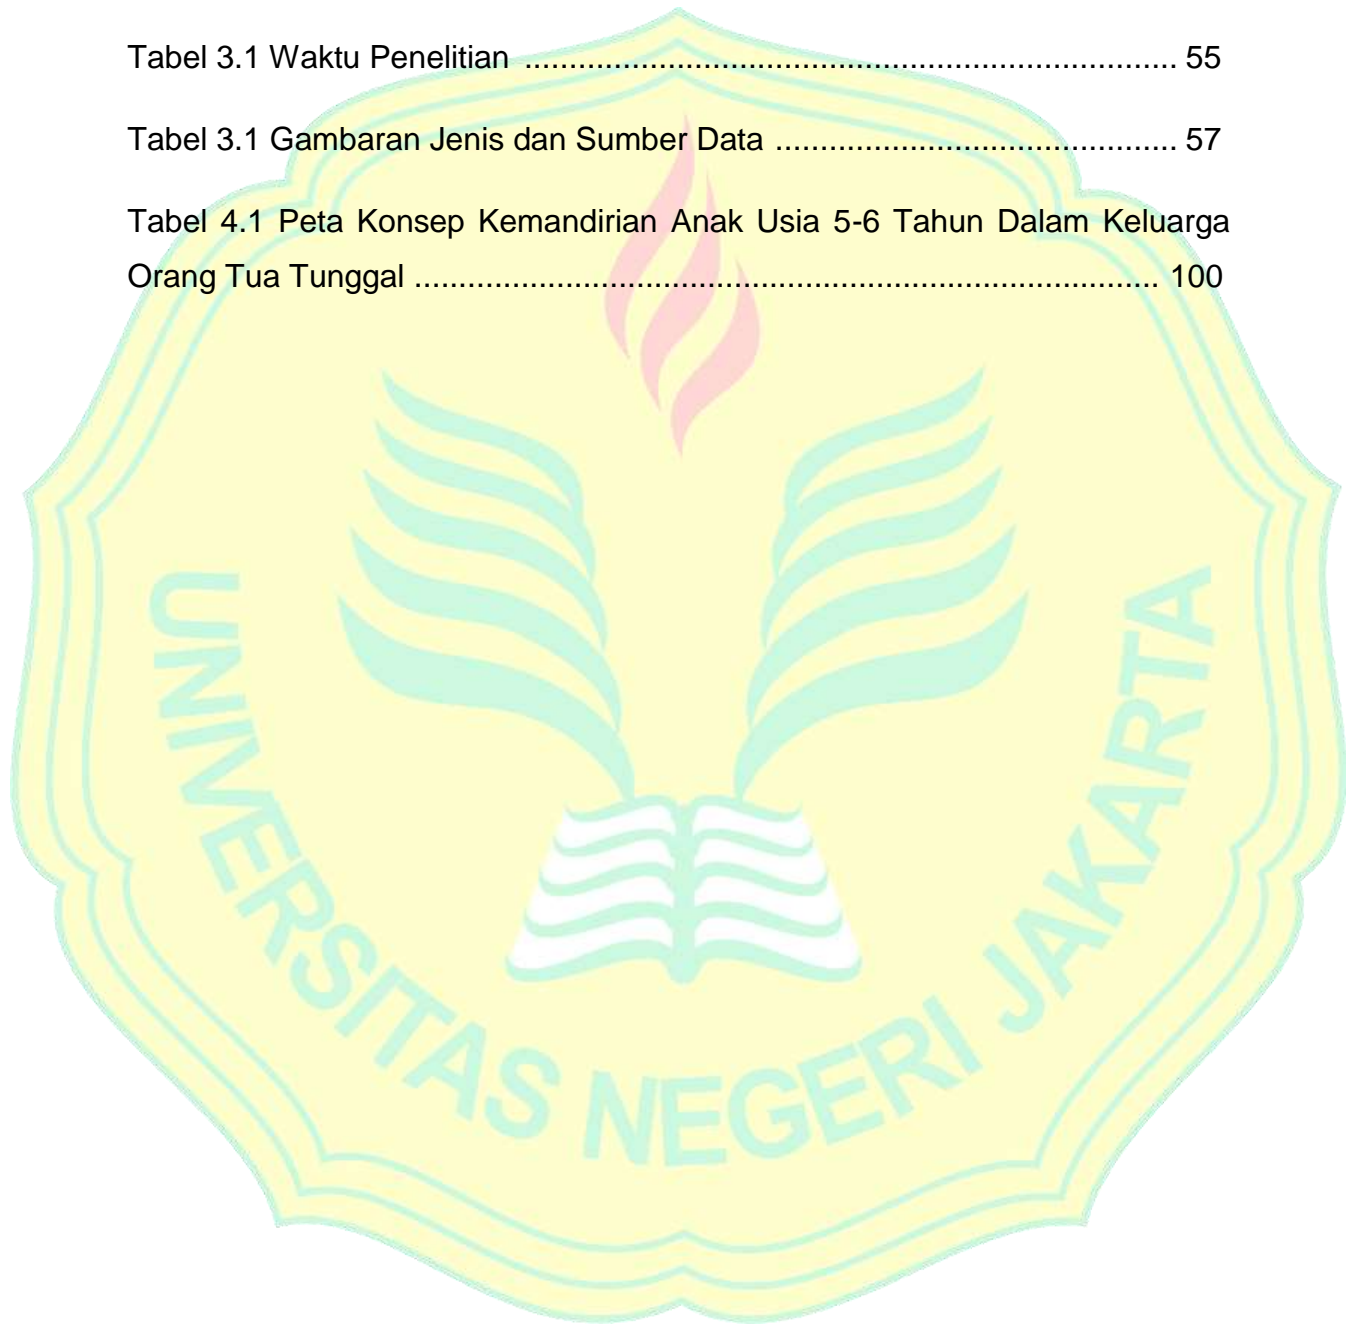 Tabel 3.1 Waktu Penelitian ........................................................................ 55
Tabel 3.1 Gambaran Jenis dan Sumber Data ............................................ 57
Tabel 4.1 Peta Konsep Kemandirian Anak Usia 5-6 Tahun Dalam Keluarga
Orang Tua Tunggal .................................................................................. 100
UNIVERSITAS NEGERI JAKARTA